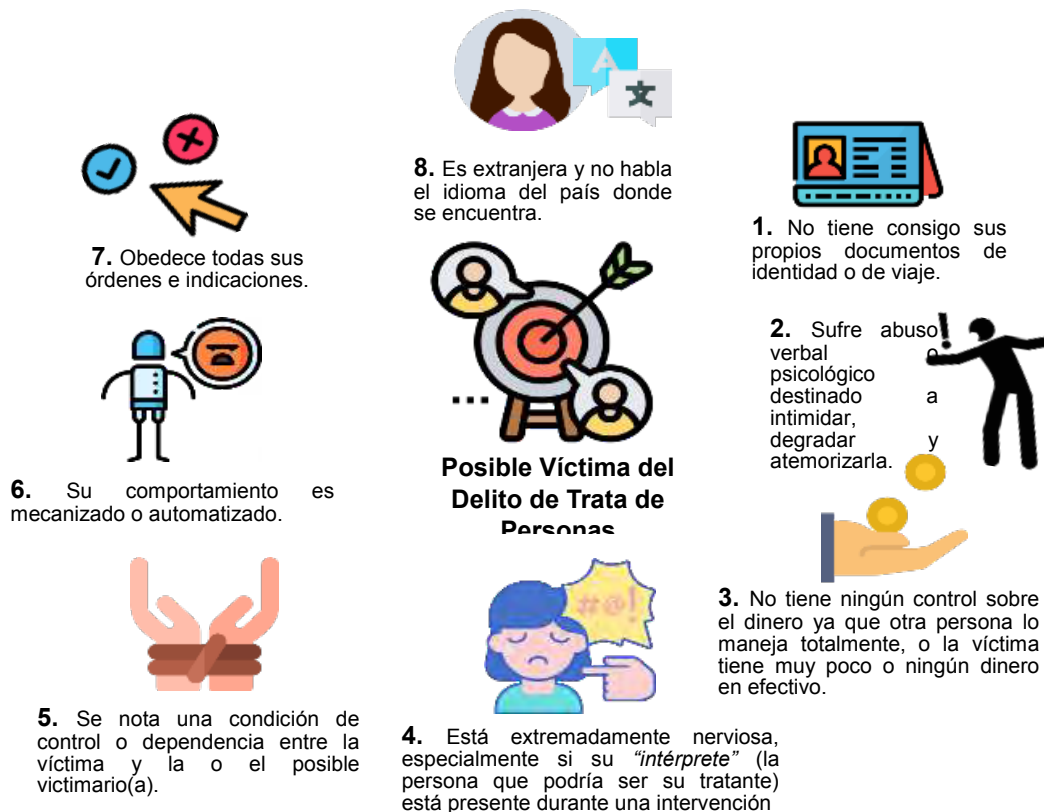 8. Es extranjera y no habla
el idioma del país donde
se encuentra.
1. No tiene consigo sus
propios documentos de
identidad o de viaje.
7. Obedece todas sus
órdenes e indicaciones.
2. Sufre abuso
verbal o
psicológico
destinado a
intimidar,
degradar y
atemorizarla.
Posible Víctima del
Delito de Trata de
Personas
6. Su comportamiento es
mecanizado o automatizado.
3. No tiene ningún control sobre
el dinero ya que otra persona lo
maneja totalmente, o la víctima
tiene muy poco o ningún dinero
en efectivo.
5. Se nota una condición de
control o dependencia entre la
víctima y la o el posible
victimario(a).
4. Está extremadamente nerviosa,
especialmente si su "intérprete" (la
persona que podría ser su tratante)
está presente durante una intervención
A
文
#@!
!